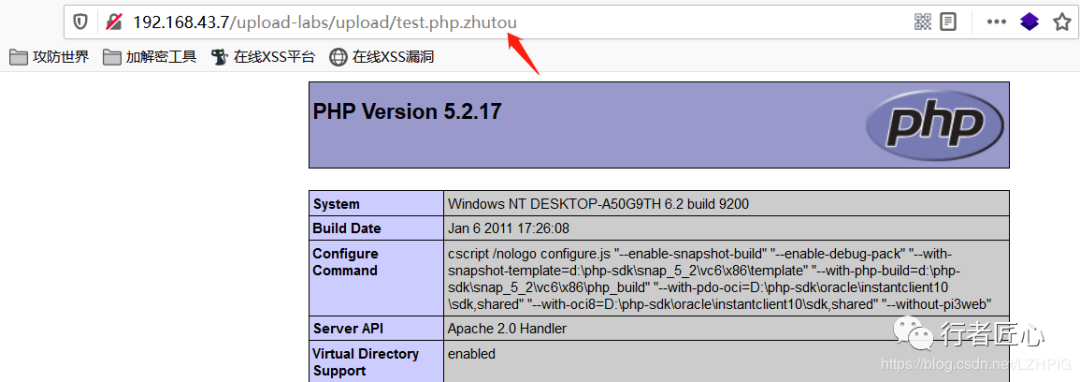 192.168.43.7/upload-labs/upload/test.php.zhutou
攻防世界 加解密工具 在线XSS平台 在线XSS漏洞
PHP Version 5.2.17
php
System Windows NT DESKTOP-A50G9TH 6.2 build 9200
Build Date Jan 6 2011 17:26:08
Configure Command cscript /nologo configure.js "--enable-snapshot-build" "--enable-debug-pack" "--with-
snapshot-template=d:\php-sdk\snap_5_2\vc6\x86\template" "--with-php-build=d:\php-
sdk\snap_5_2\vc6\x86\php_build" "--with-pdo-oci=D:\php-sdk\oracle\instantclient10
\sdk,shared" "--with-oci8=D:\php-sdk\oracle\instantclient10\sdk,shared" "--without-pi3web"
Server API Apache 2.0 Handler
Virtual Directory Support enabled
行者匠心
https://blog.csdn.net/LZHPIG